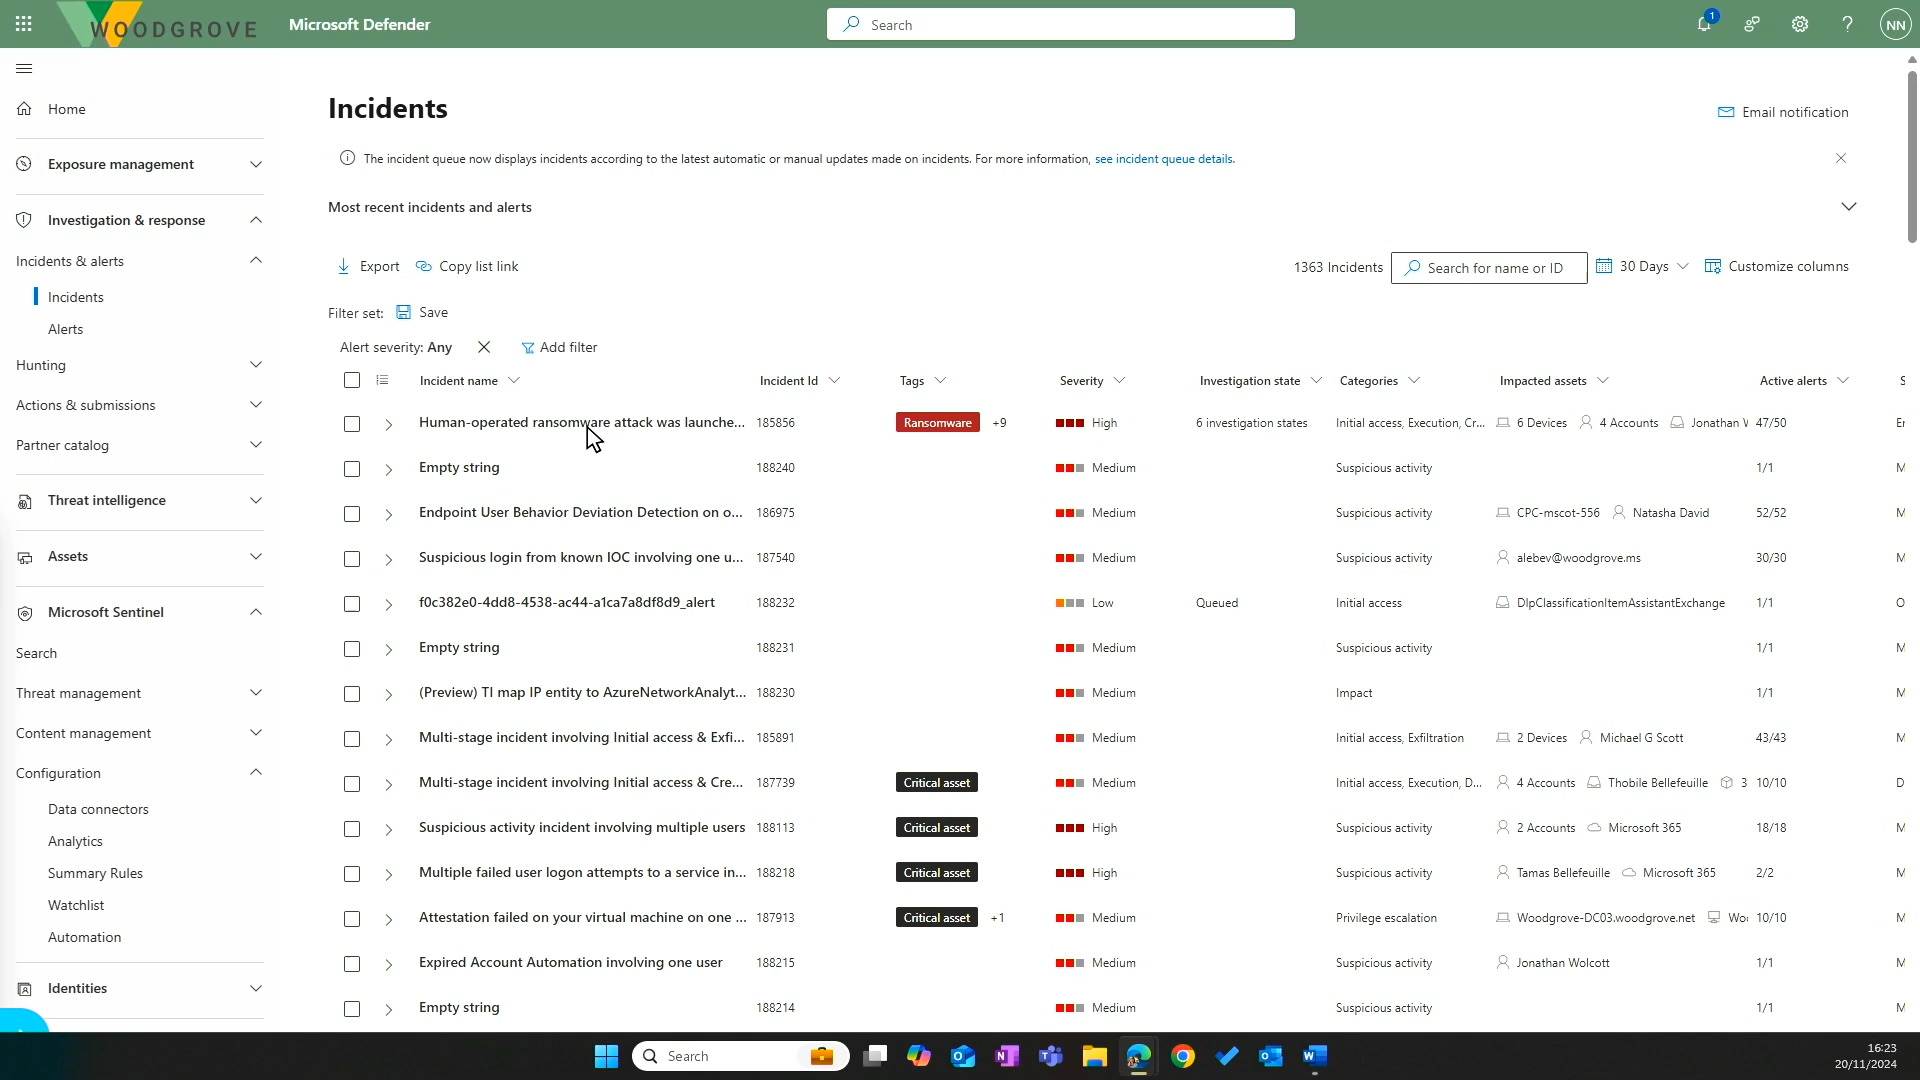 WOODGROVE Microsoft Defender Search 1 NN
Home
Incidents
Email notification
The incident queue now displays incidents according to the latest automatic or manual updates made on incidents. For more information, see incident queue details.
Exposure management
Most recent incidents and alerts
Investigation & response
Incidents & alerts
Incidents
Alerts
Hunting
Actions & submissions
Partner catalog
Threat intelligence
Assets
Microsoft Sentinel
Search
Threat management
Content management
Configuration
Data connectors
Analytics
Summary Rules
Watchlist
Automation
Identities
Export Copy list link 1363 Incidents Search for name or ID 30 Days Customize columns
Filter set: Save
Alert severity: Any Add filter
Incident name Incident Id Tags Severity Investigation state Categories Impacted assets Active alerts S
Human-operated ransomware attack was launche... 185856 Ransomware +9 High 6 investigation states Initial access, Execution, Cr... 6 Devices 4 Accounts Jonathan 47/50
Empty string 188240 Medium Suspicious activity 1/1 M
Endpoint User Behavior Deviation Detection on o... 186975 Medium Suspicious activity CPC-mscot-556 Natasha David 52/52 M
Suspicious login from known IOC involving one u... 187540 Medium Suspicious activity alebev@woodgrove.ms 30/30 M
f0c382e0-4dd8-4538-ac44-a1ca7a8df8d9_alert 188232 Low Queued Initial access DlpClassificationItemAssistantExchange 1/1 O
Empty string 188231 Medium Suspicious activity 1/1 M
(Preview) TI map IP entity to AzureNetworkAnalyt... 188230 Medium Impact 1/1 M
Multi-stage incident involving Initial access & Exfi... 185891 Medium Initial access, Exfiltration 2 Devices Michael G Scott 43/43 M
Multi-stage incident involving Initial access & Cre... 187739 Critical asset Medium Initial access, Execution, D... 4 Accounts Thobile Bellefeuille 3 10/10 D
Suspicious activity incident involving multiple users 188113 Critical asset High Suspicious activity 2 Accounts Microsoft 365 18/18 M
Multiple failed user logon attempts to a service in... 188218 Critical asset High Suspicious activity Tamas Bellefeuille Microsoft 365 2/2 M
Attestation failed on your virtual machine on one ... 187913 Critical asset +1 Medium Privilege escalation Woodgrove-DC03.woodgrove.net 10/10 M
Expired Account Automation involving one user 188215 Medium Suspicious activity Jonathan Wolcott 1/1 M
Empty string 188214 Medium Suspicious activity 1/1 M
Search
16:23
20/11/2024